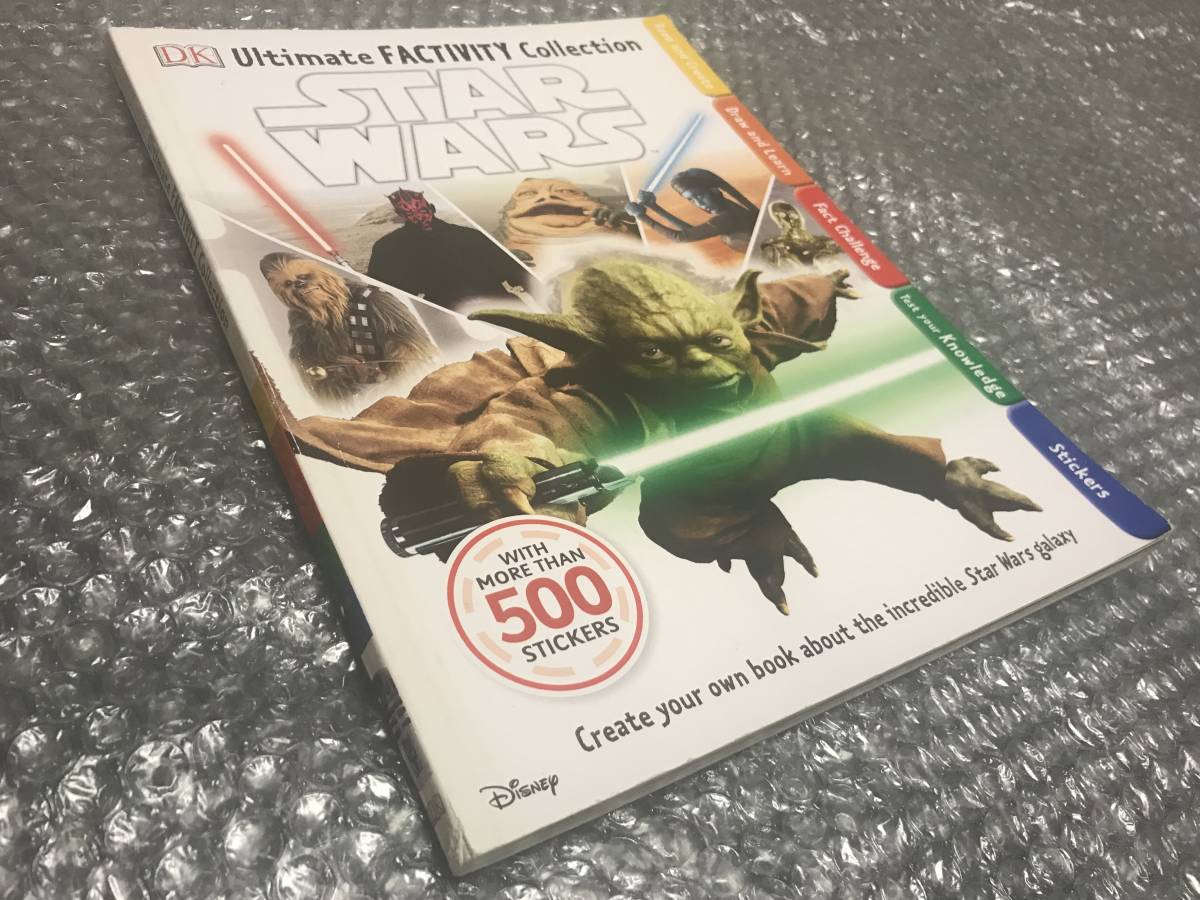 DK Ultimate FACTIVITY Collection
STAR
WARS
Draw and Learn
Fact Challenge
Test your Knowledge
Stickers
WITH
MORE THAN
500
STICKERS
Create your own book about the incredible Star Wars galaxy
Disney